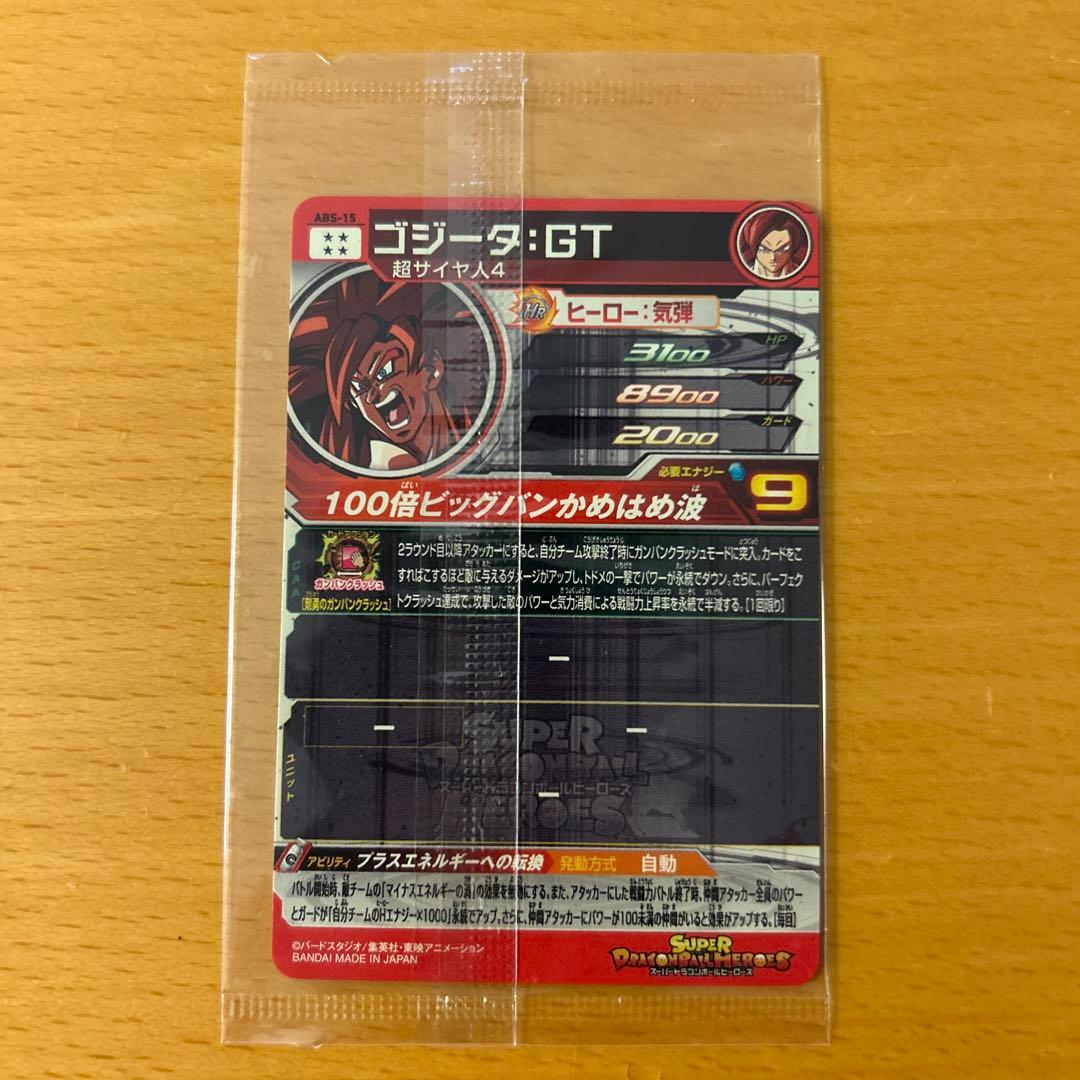 ABS-15
★★
★★
ゴジータ:GT
超サイヤ人4
HR ヒーロー:気弾
HP
3100
パワー
8900
ガード
2000
必要エナジー 9
100倍ビッグバンかめはめ波
CAA
カードアクション
ガンバンクラッシュ
[剛勇のガンバンクラッシュ]
2ラウンド目以降アタッカーにすると、自分チーム攻撃終了時にガンバンクラッシュモードに突入。カードをこ
すればこするほど敵に与えるダメージがアップし、トドメの一撃でパワーが永続でダウン。さらに、パーフェク
トクラッシュ達成で、攻撃した敵のパワーと気力消費による戦闘力上昇率を永続で半減する。[1回限り]
ー
ユニット
ー
ー
ー
SUPER
DRAGONBALL
スーパードラゴンボールヒーローズ
HEROES
アビリティ プラスエネルギーへの転換 発動方式 自動
バトル開始時、敵チームの「マイナスエネルギーの渦」の効果を無効にする。また、アタッカーにした戦闘力バトル終了時、仲間アタッカー全員のパワー
とガードが「自分チームのHエナジー×1000」永続でアップ。さらに、仲間アタッカーにパワーが100未満の仲間がいると効果がアップする。[毎回]
©バードスタジオ/集英社・東映アニメーション
BANDAI MADE IN JAPAN
SUPER
DRAGONBALL HEROES
スーパードラゴンボールヒーローズ